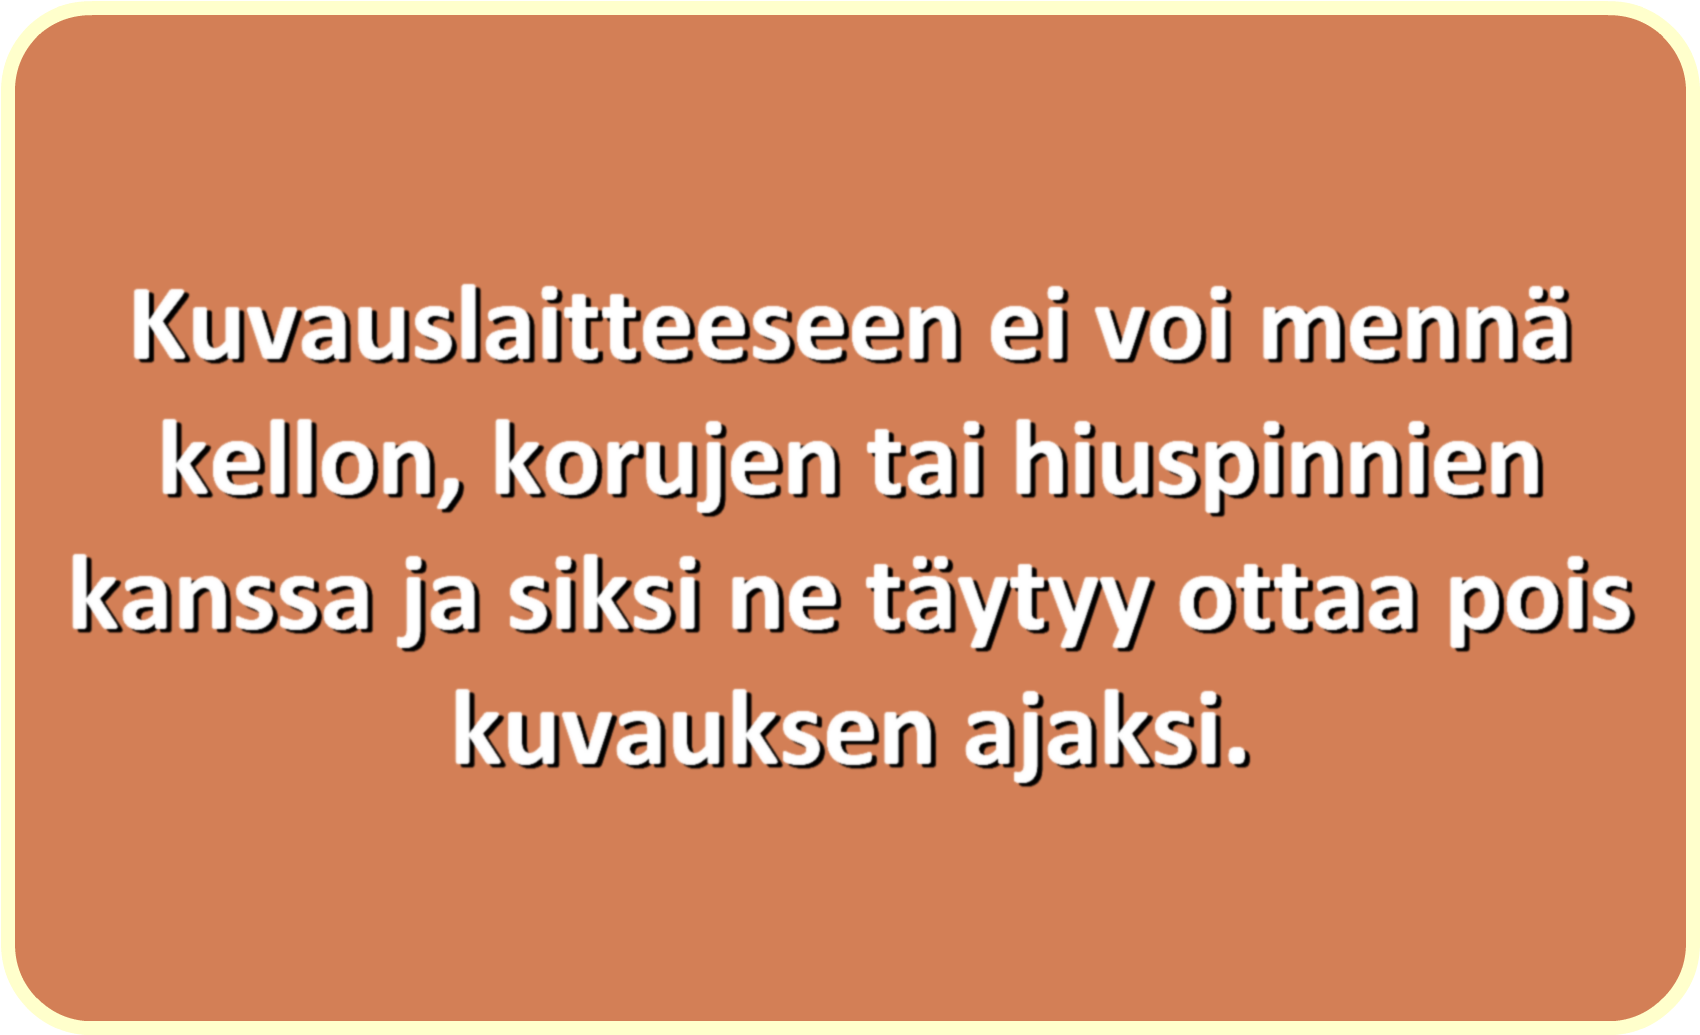 Kuvauslaitteeseen ei voi mennä
kellon, korujen tai hiuspinnien
kanssa ja siksi ne täytyy ottaa pois
kuvauksen ajaksi.